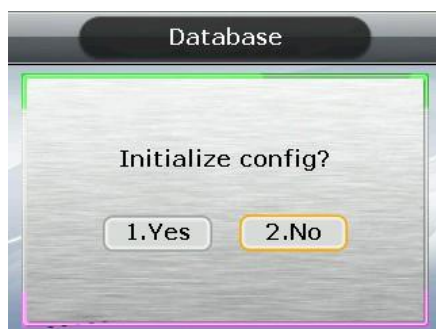 Database
Initialize config?
1.Yes
2.No